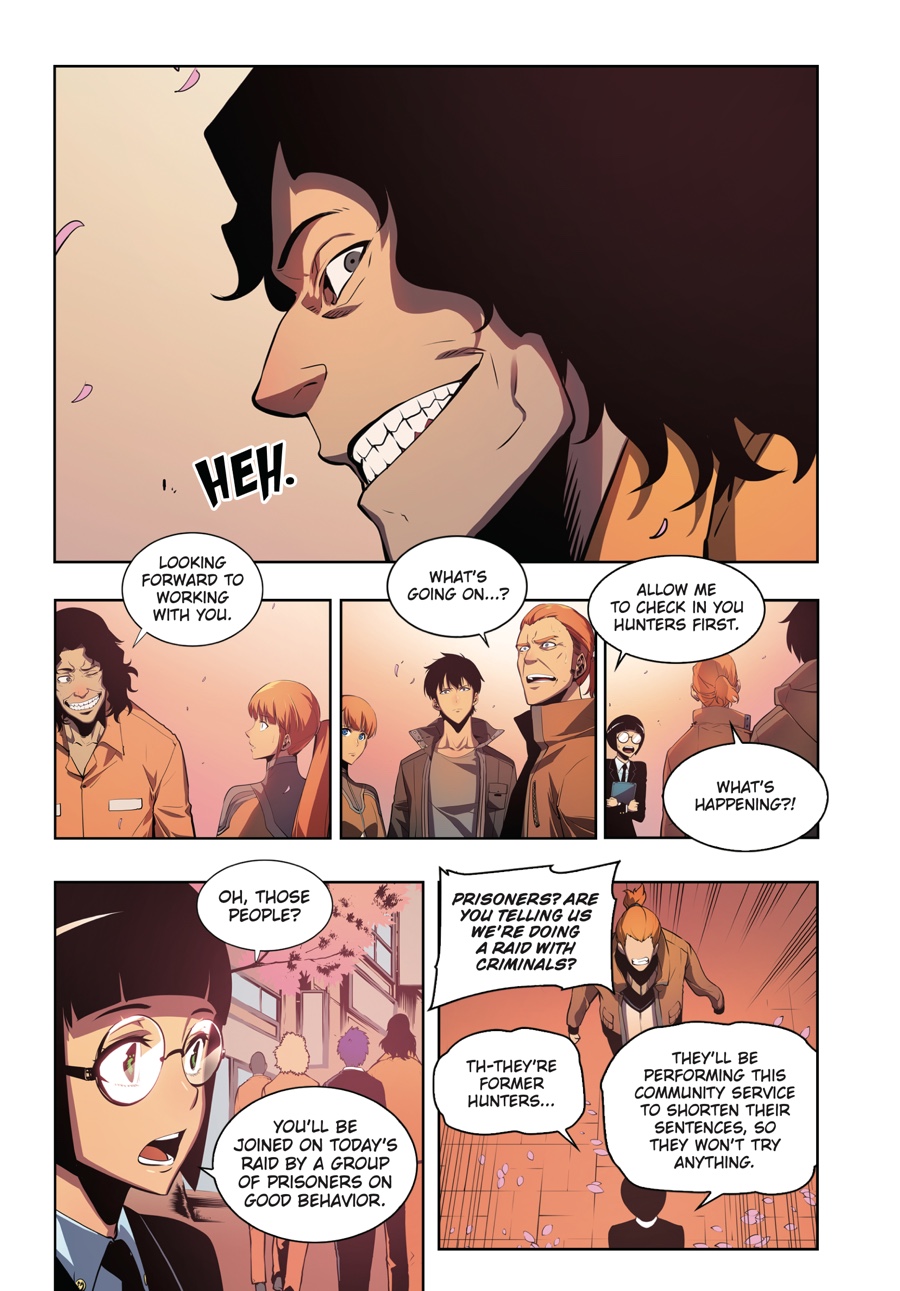 HEH.
LOOKING
FORWARD TO
WORKING
WITH YOU.
WHAT'S
GOING ON...?
ALLOW ME
TO CHECK IN YOU
HUNTERS FIRST.
WHAT'S
HAPPENING?!
OH, THOSE
PEOPLE?
YOU'LL BE
JOINED ON TODAY'S
RAID BY A GROUP
OF PRISONERS ON
GOOD BEHAVIOR.
PRISONERS? ARE
YOU TELLING US
WE'RE DOING
A RAID WITH
CRIMINALS?
TH-THEY'RE
FORMER
HUNTERS...
THEY'LL BE
PERFORMING THIS
COMMUNITY SERVICE
TO SHORTEN THEIR
SENTENCES, SO
THEY WON'T TRY
ANYTHING.